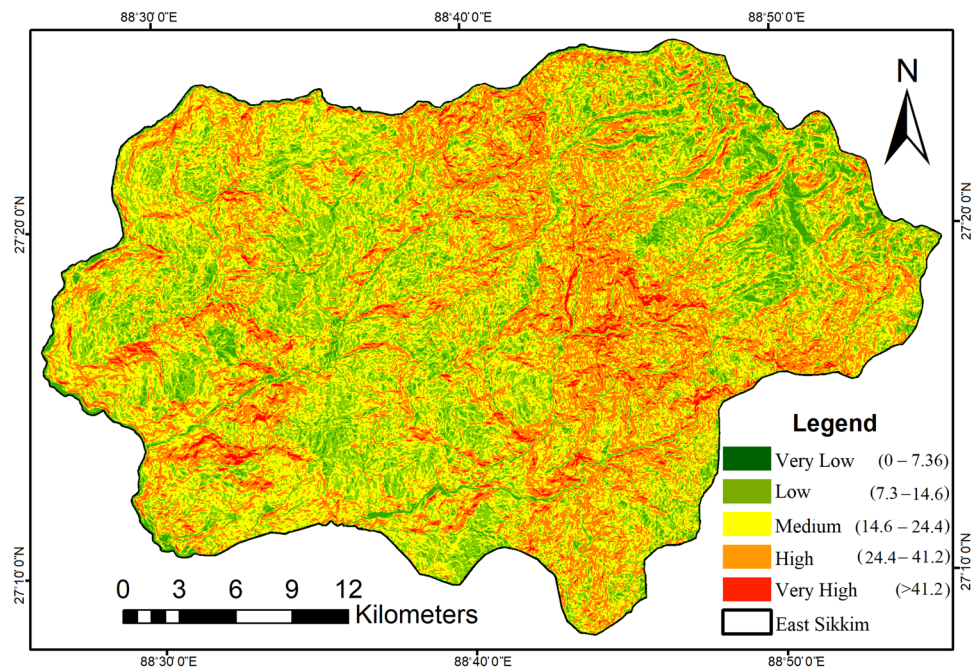 88°30'0"E 88°40'0"E 88°50'0"E
N
27°20'0"N 27°20'0"N
Legend
Very Low (0 – 7.36)
Low (7.3 –14.6)
Medium (14.6 – 24.4)
High (24.4 – 41.2)
Very High (>41.2)
East Sikkim
27°10'0"N 27°10'0"N
0 3 6 9 12
Kilometers
88°30'0"E 88°40'0"E 88°50'0"E